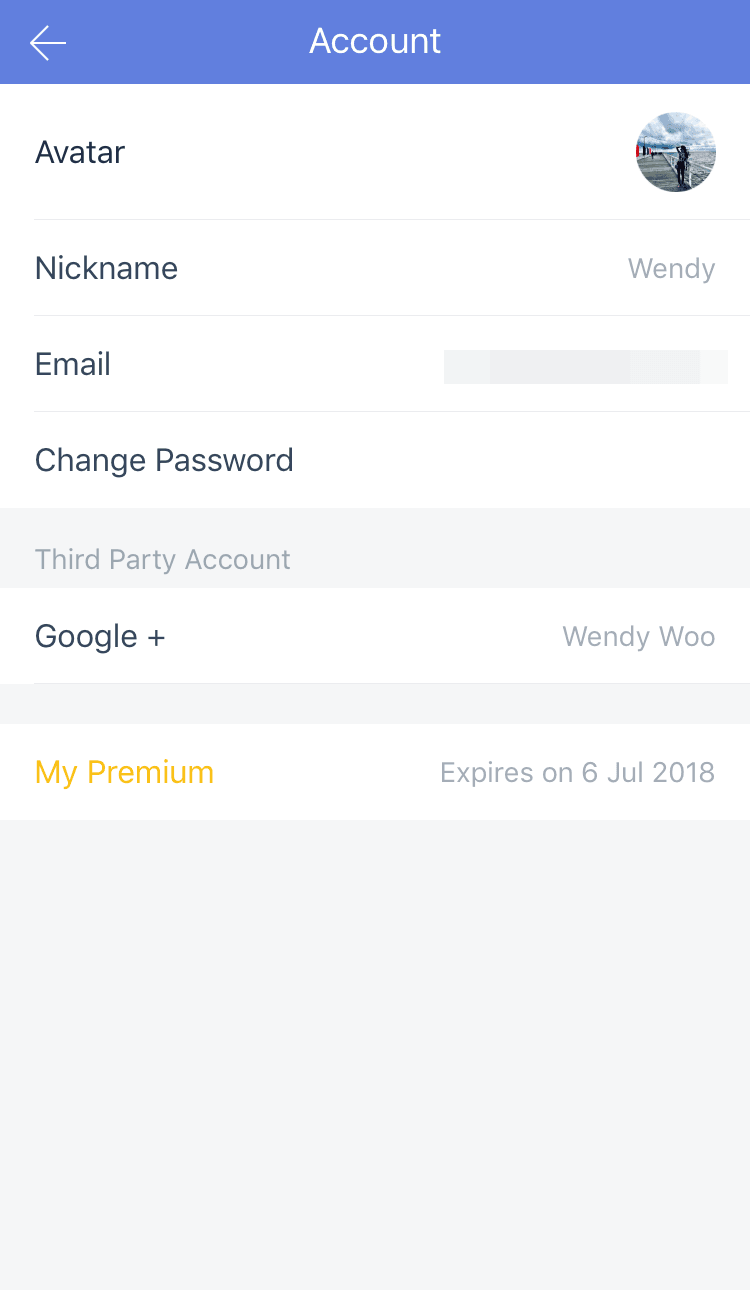 Account
Avatar
Nickname Wendy
Email
Change Password
Third Party Account
Google + Wendy Woo
My Premium Expires on 6 Jul 2018